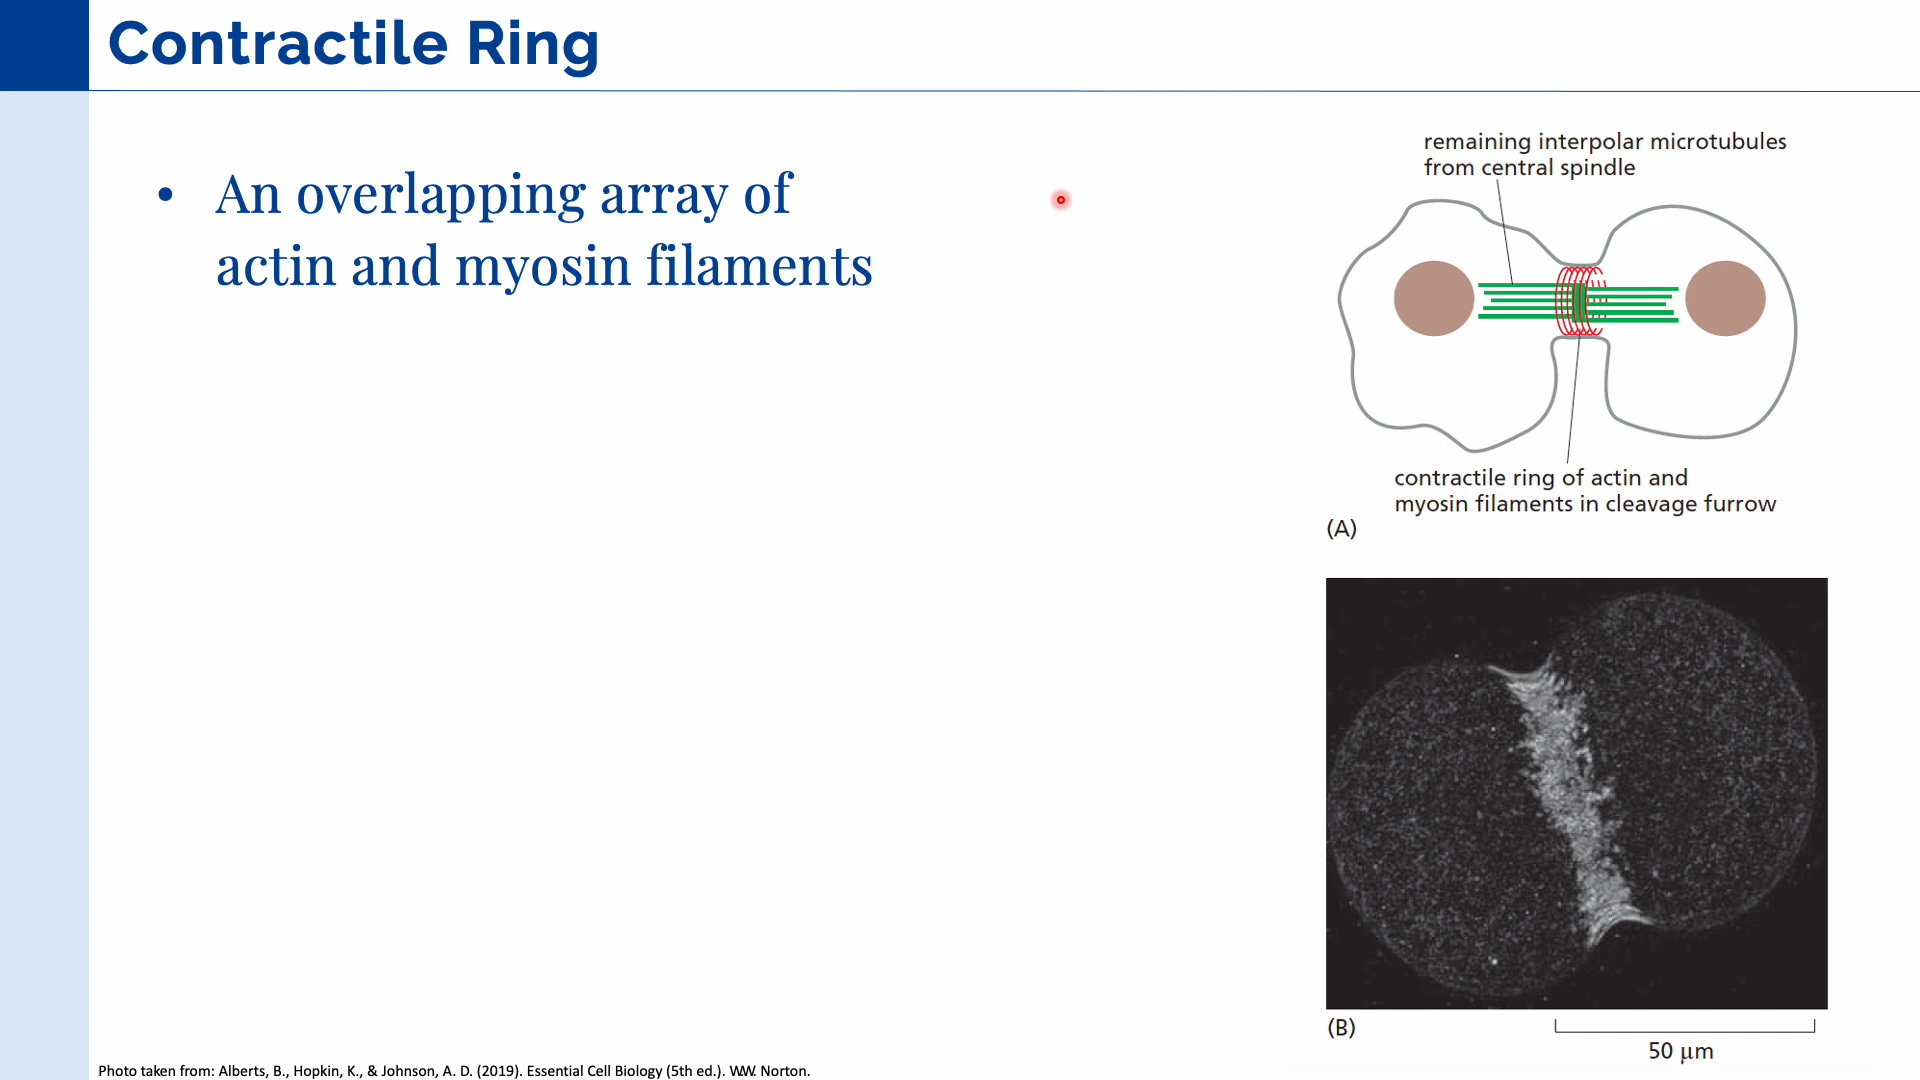 Contractile Ring
• An overlapping array of
actin and myosin filaments
remaining interpolar microtubules
from central spindle
contractile ring of actin and
myosin filaments in cleavage furrow
(A)
(B)
50 μm
Photo taken from: Alberts, B., Hopkin, K., & Johnson, A. D. (2019). Essential Cell Biology (5th ed.). W.W. Norton.